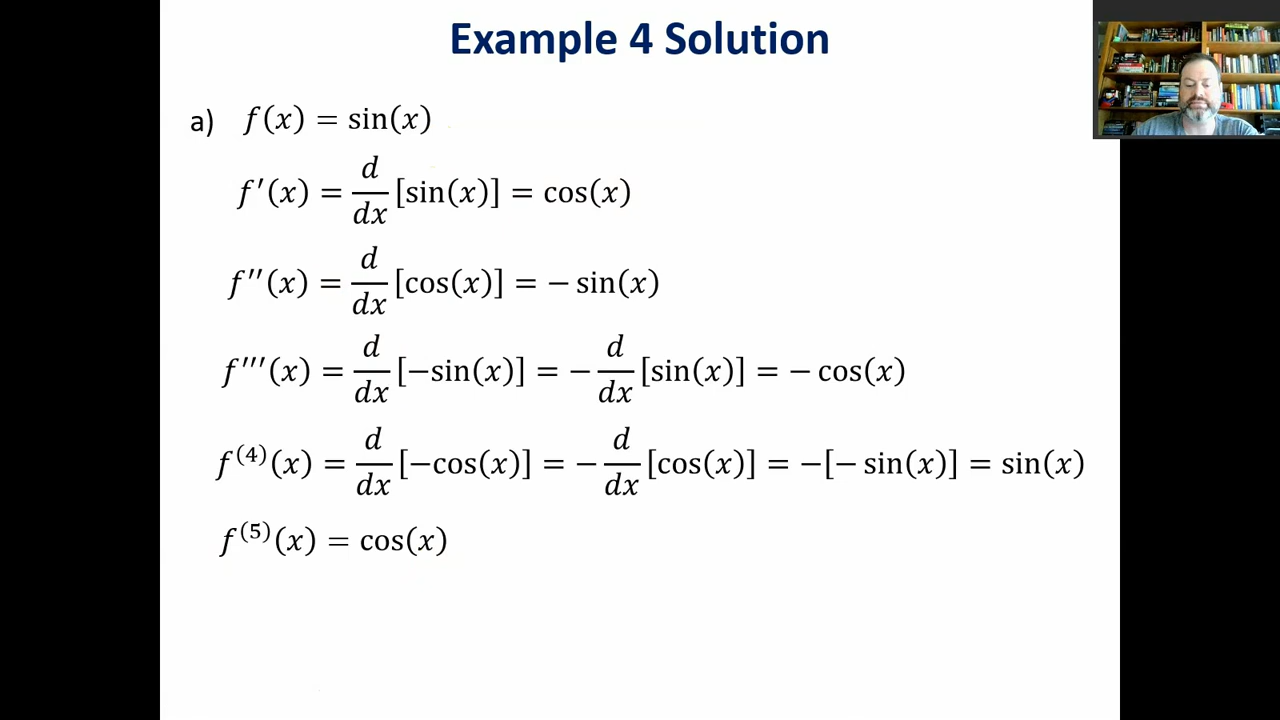 Example 4 Solution
a) f(x) = sin(x)
f′(x) = d/dx [sin(x)] = cos(x)
f′′(x) = d/dx [cos(x)] = − sin(x)
f′′′(x) = d/dx [−sin(x)] = − d/dx [sin(x)] = − cos(x)
f⁽⁴⁾(x) = d/dx [−cos(x)] = − d/dx [cos(x)] = −[− sin(x)] = sin(x)
f⁽⁵⁾(x) = cos(x)